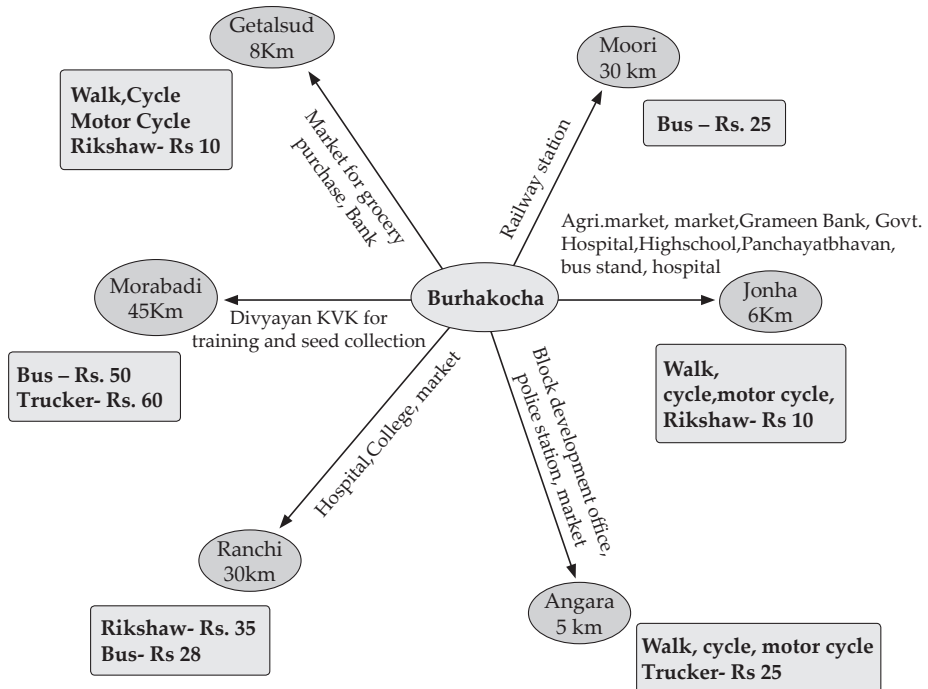 Getalsud
8Km
Walk,Cycle
Motor Cycle
Rikshaw- Rs 10
Market for grocery
purchase, Bank
Moori
30 km
Bus – Rs. 25
Railway station
Agri.market, market,Grameen Bank, Govt.
Hospital,Highschool,Panchayatbhavan,
bus stand, hospital
Burhakocha
Jonha
6Km
Walk,
cycle,motor cycle,
Rikshaw- Rs 10
Morabadi
45Km
Divyayan KVK for
training and seed collection
Bus – Rs. 50
Trucker- Rs. 60
Hospital,College, market
Ranchi
30km
Rikshaw- Rs. 35
Bus- Rs 28
Block development office,
police station, market
Angara
5 km
Walk, cycle, motor cycle
Trucker- Rs 25